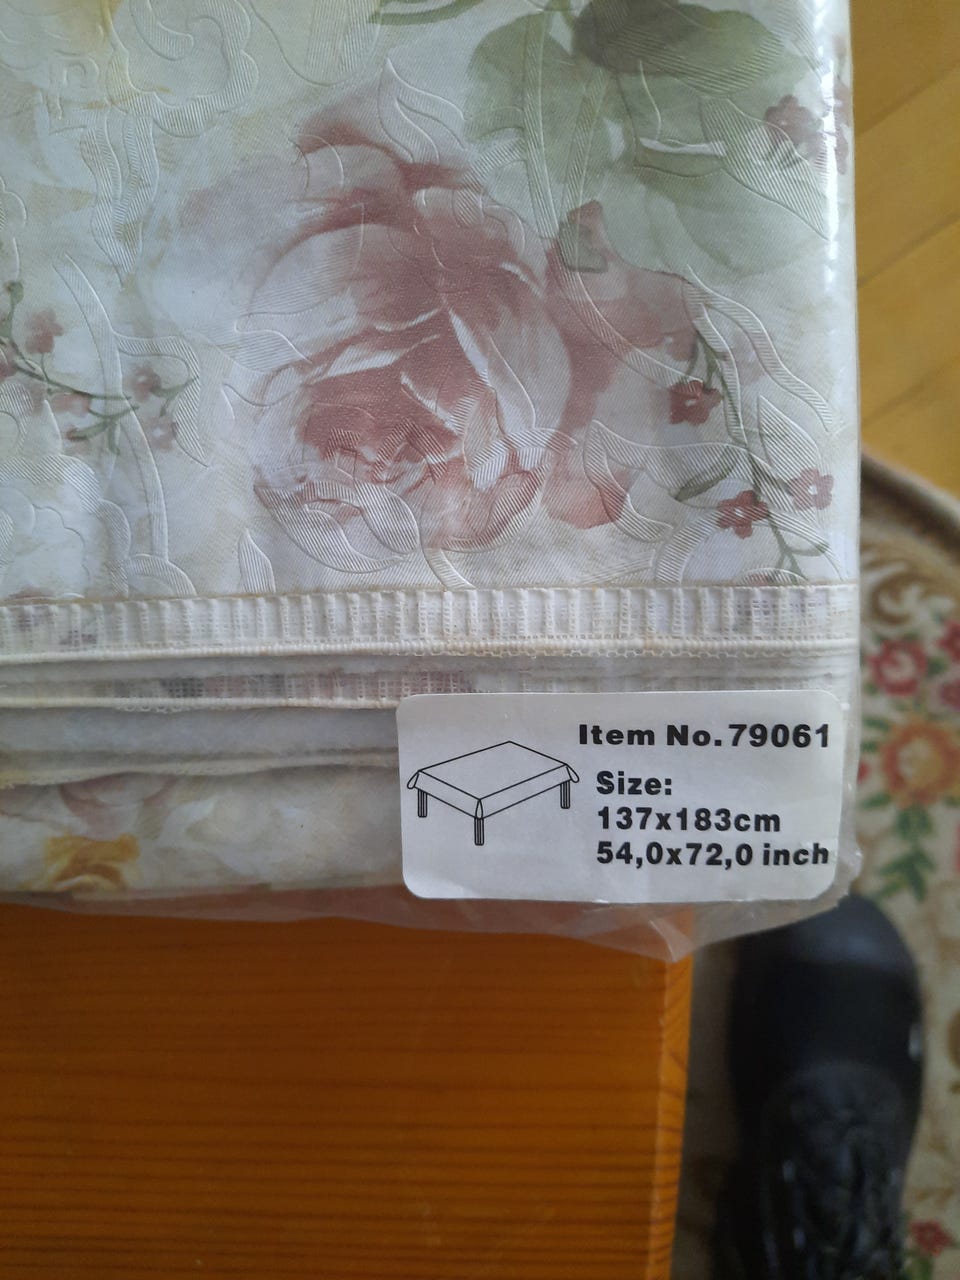 Item No.79061
Size:
137x183cm
54,0x72,0 inch